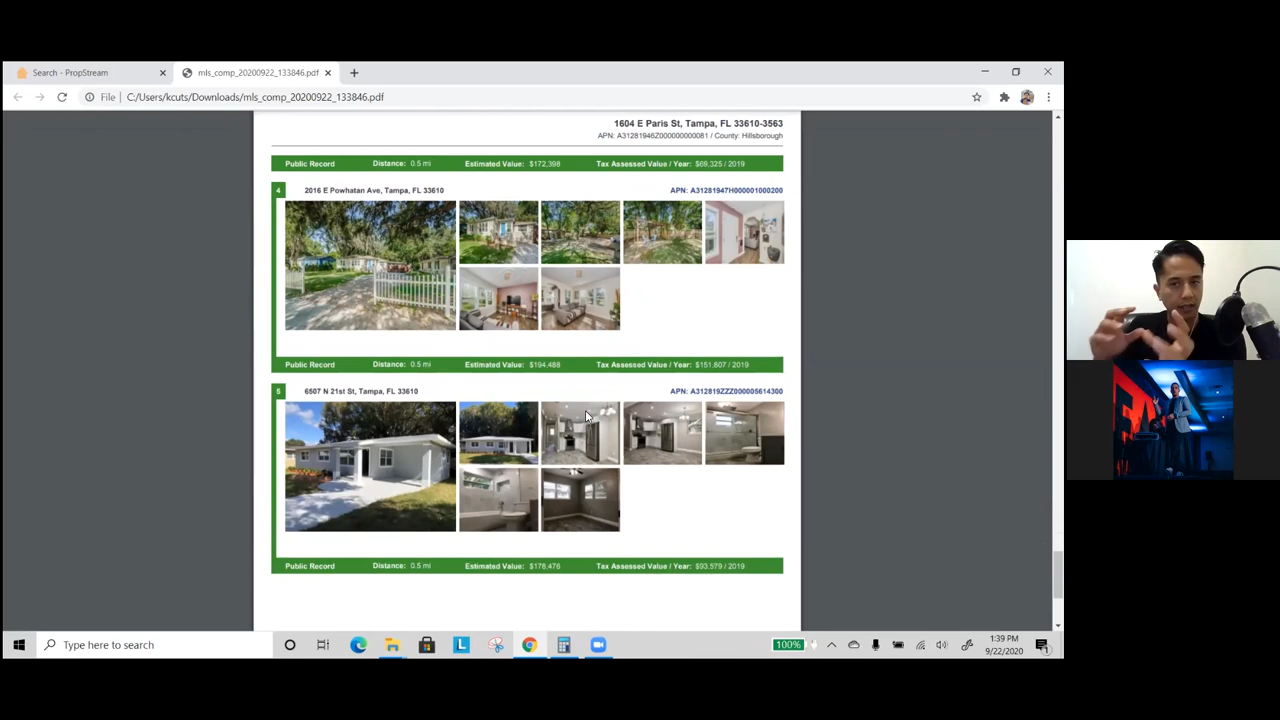 Search - PropStream
mls_comp_20200922_133846.pdf
File C:/Users/kcuts/Downloads/mls_comp_20200922_133846.pdf
1604 E Paris St, Tampa, FL 33610-3563
APN: A31281946Z000000000081 / County: Hillsborough
Public Record Distance: 0.5 mi Estimated Value: $172,398 Tax Assessed Value / Year: $69,325 / 2019
4 2016 E Powhatan Ave, Tampa, FL 33610 APN: A31281947H000001000200
Public Record Distance: 0.5 mi Estimated Value: $194,488 Tax Assessed Value / Year: $151,807 / 2019
5 6507 N 21st St, Tampa, FL 33610 APN: A312819ZZZ000005614300
Public Record Distance: 0.5 mi Estimated Value: $178,476 Tax Assessed Value / Year: $93,579 / 2019
Type here to search
L
100%
1:39 PM
9/22/2020